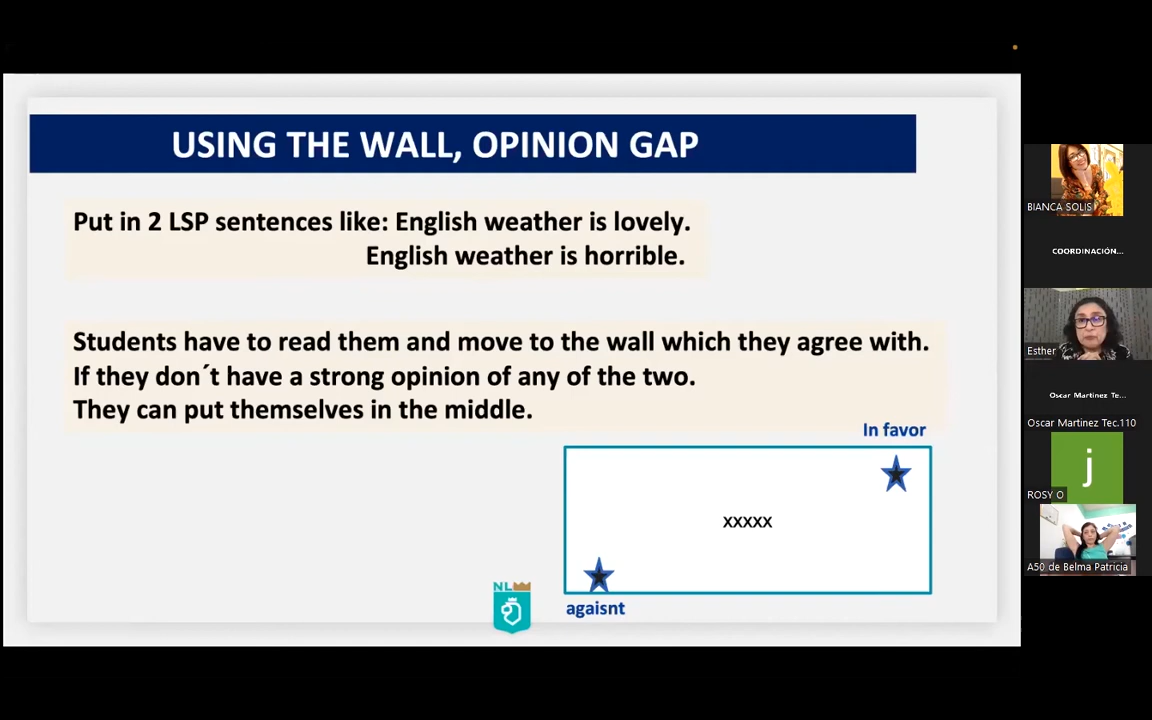 USING THE WALL, OPINION GAP
Put in 2 LSP sentences like: English weather is lovely.
English weather is horrible.
Students have to read them and move to the wall which they agree with.
If they don´t have a strong opinion of any of the two.
They can put themselves in the middle.
In favor
xxxxx
agaisnt
NL
BIANCA SOLIS
COORDINACIÓN...
Esther
Oscar Martinez Te...
Oscar Martinez Tec.110
j
ROSY O
A50 de Belma Patricia